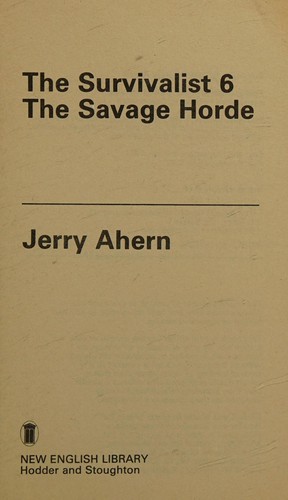 The Survivalist 6
The Savage Horde
Jerry Ahern
NEW ENGLISH LIBRARY
Hodder and Stoughton